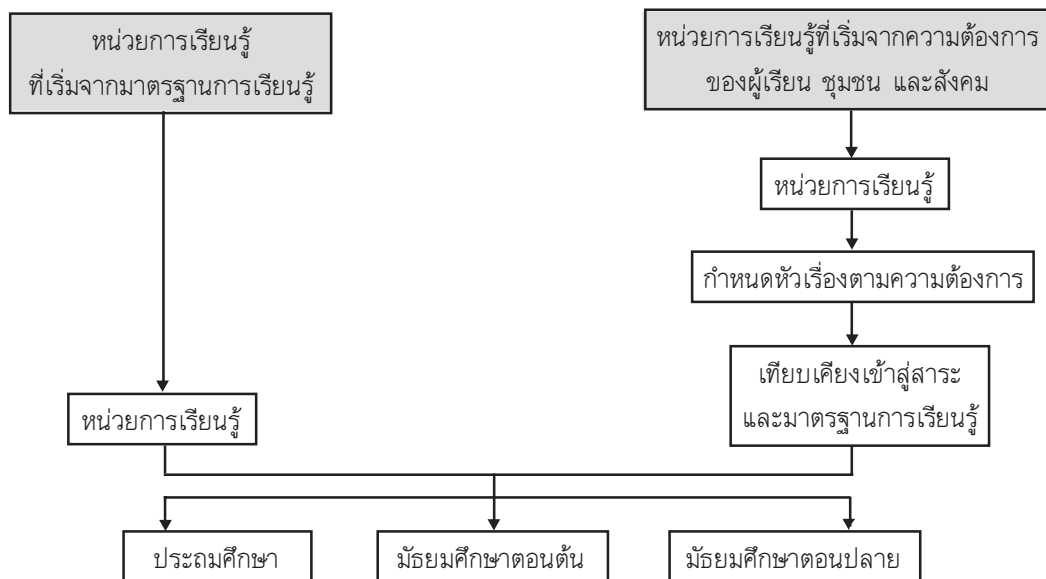 หน่วยการเรียนรู้
ที่เริ่มจากมาตรฐานการเรียนรู้
หน่วยการเรียนรู้ที่เริ่มจากความต้องการ
ของผู้เรียน ชุมชน และสังคม
หน่วยการเรียนรู้
กำหนดหัวเรื่องตามความต้องการ
เทียบเคียงเข้าสู่สาระ
และมาตรฐานการเรียนรู้
หน่วยการเรียนรู้
ประถมศึกษา
มัธยมศึกษาตอนต้น
มัธยมศึกษาตอนปลาย